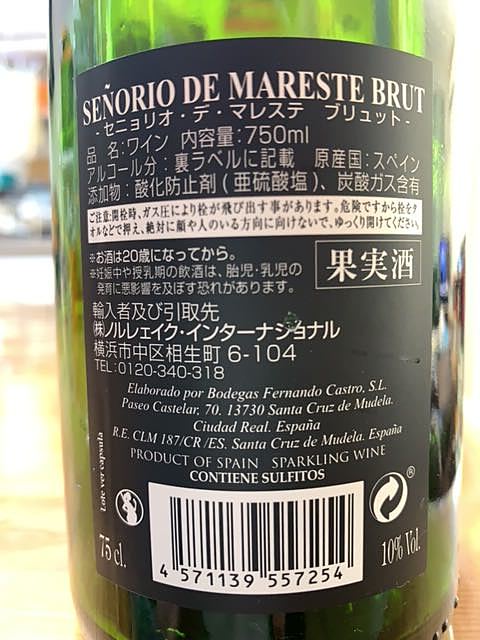 SEÑORIO DE MARESTE BRUT
- セニョリオ・デ・マレステ ブリュット -
品 名:ワイン 内容量:750ml
アルコール分:裏ラベルに記載 原産国:スペイン
添加物:酸化防止剤(亜硫酸塩)、炭酸ガス含有
ご注意:開栓時、ガス圧により栓が飛び出す事があります。危険ですから栓をタ
オルなどで押え、絶対に顔や人のいる方向に向けないで、ゆっくり開けてください。
※お酒は20歳になってから。
※妊娠中や授乳期の飲酒は、胎児・乳児の
発育に悪影響を及ぼす恐れがあります。
果実酒
輸入者及び引取先
㈱ノルレェイク・インターナショナル
横浜市中区相生町 6-104
TEL:0120-340-318
Elaborado por Bodegas Fernando Castro, S.L.
Paseo Castelar, 70. 13730 Santa Cruz de Mudela.
Ciudad Real. España
R.E. CLM 187/CR /ES. Santa Cruz de Mudela. España
PRODUCT OF SPAIN SPARKLING WINE
CONTIENE SULFITOS
Lote ver capsula
®
75 cl.
10% Vol.
4 571139 557254